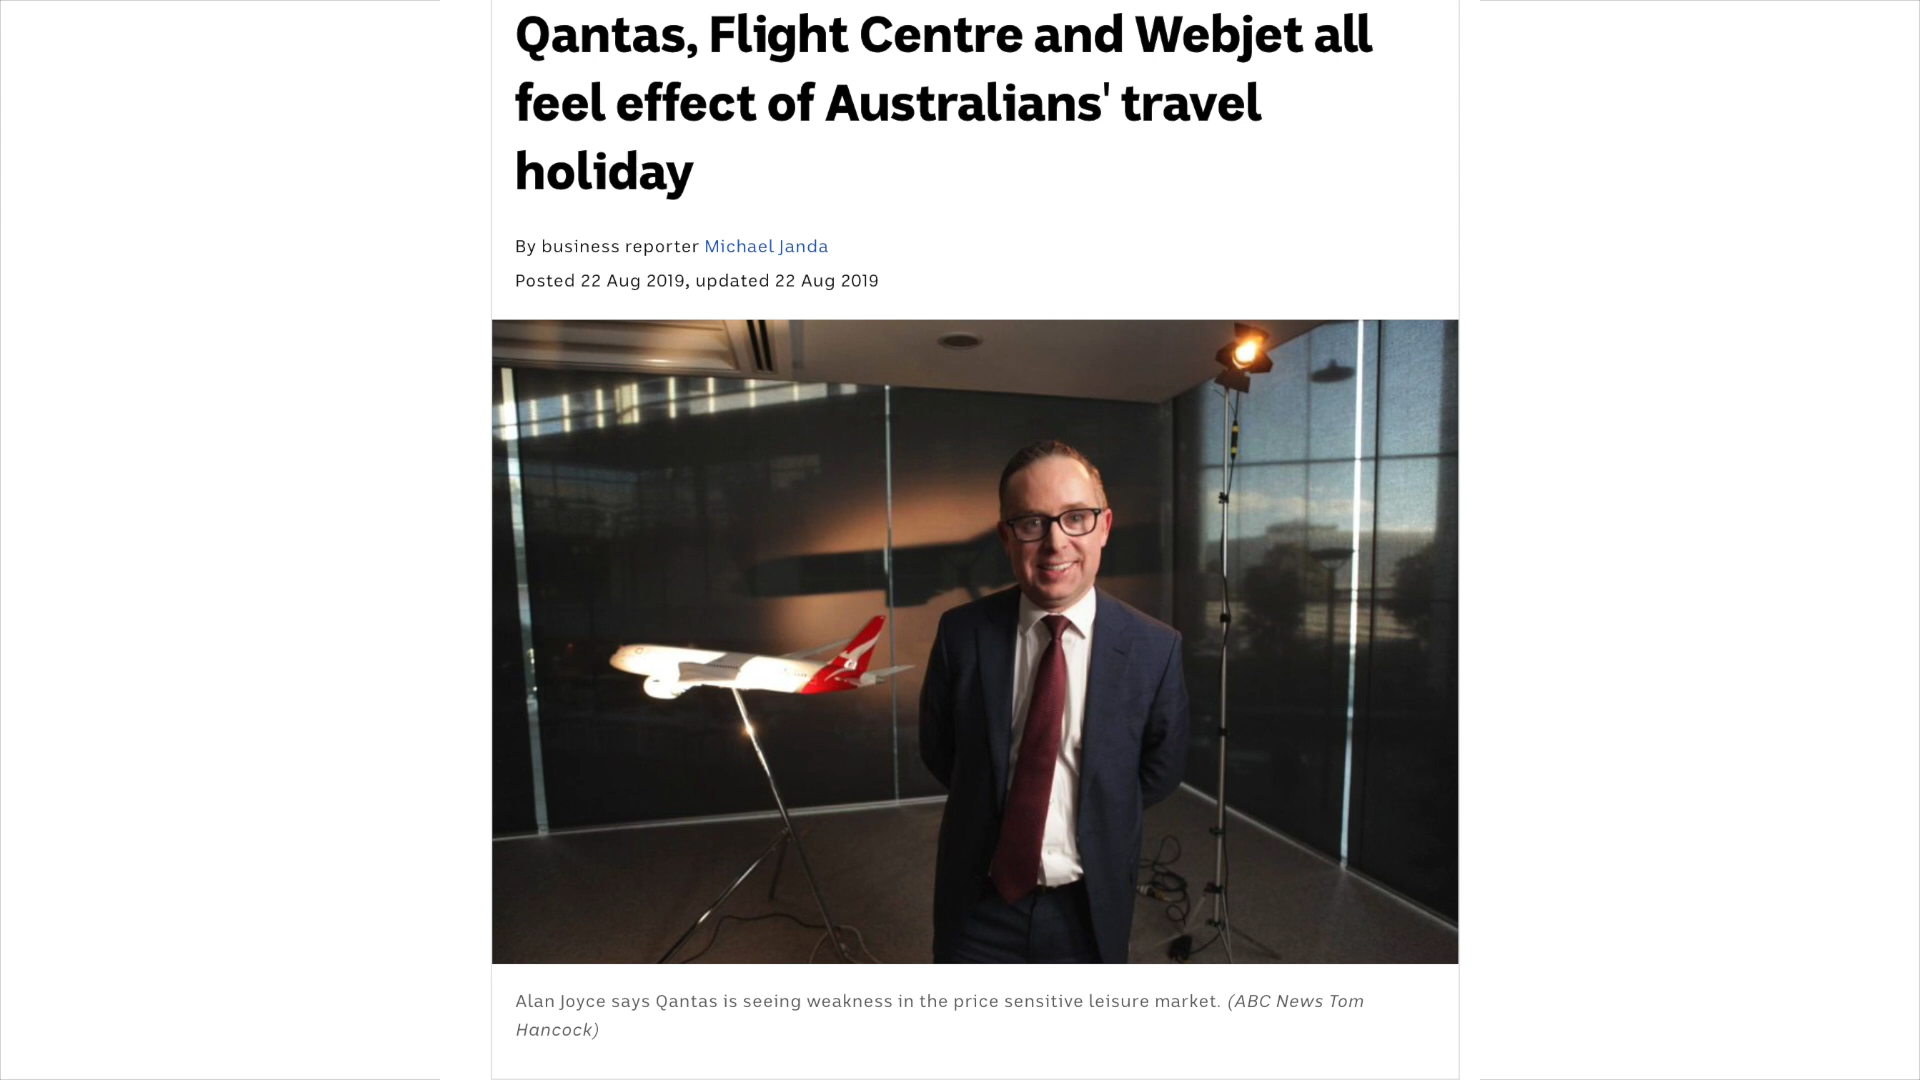 Qantas, Flight Centre and Webjet all
feel effect of Australians' travel
holiday
By business reporter Michael Janda
Posted 22 Aug 2019, updated 22 Aug 2019
Alan Joyce says Qantas is seeing weakness in the price sensitive leisure market. (ABC News Tom
Hancock)